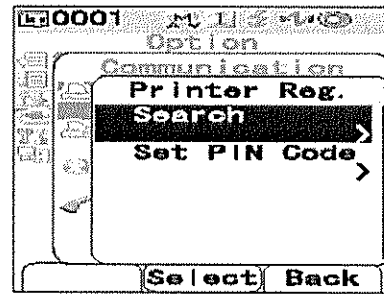 0001
Option
Communication
Printer Reg.
Search
Set PIN Code
Select Back